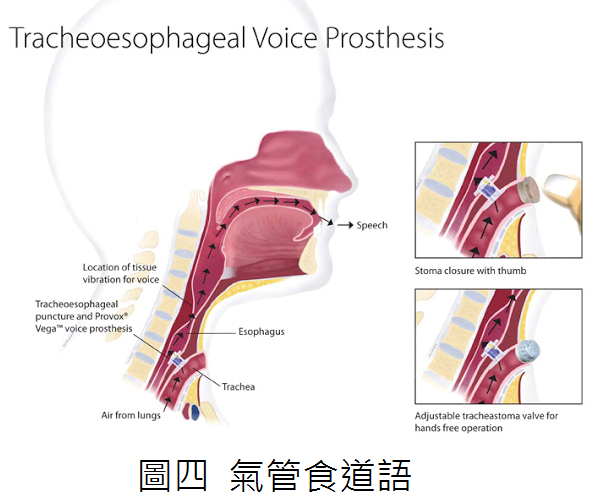 Tracheoesophageal Voice Prosthesis
Speech
Location of tissue
vibration for voice
Tracheoesophageal
puncture and Provox®
Vega™ voice prosthesis
Esophagus
Trachea
Air from lungs
Stoma closure with thumb
Adjustable tracheastoma valve for
hands free operation
圖四 氣管食道語